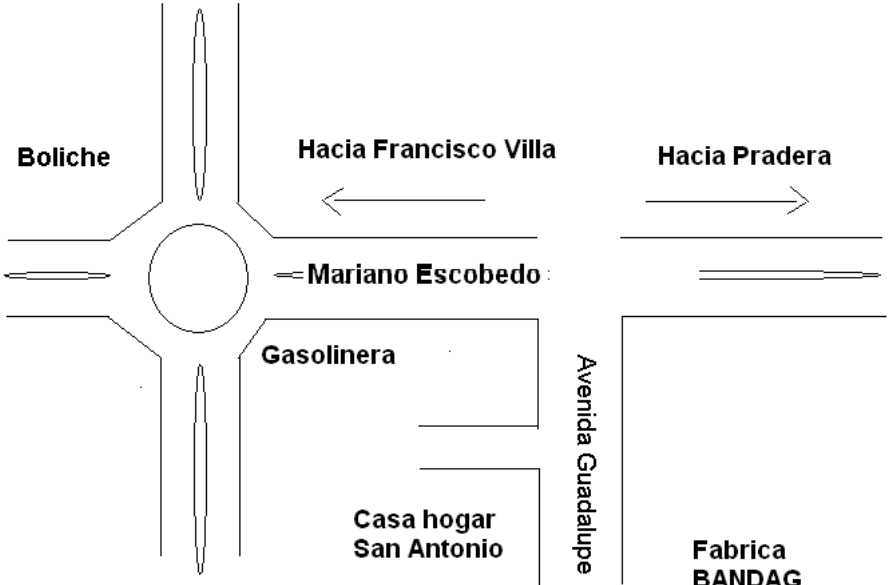 Boliche
Hacia Francisco Villa
Hacia Pradera
Mariano Escobedo
Gasolinera
Avenida Guadalupe
Casa hogar
San Antonio
Fabrica
BANDAG